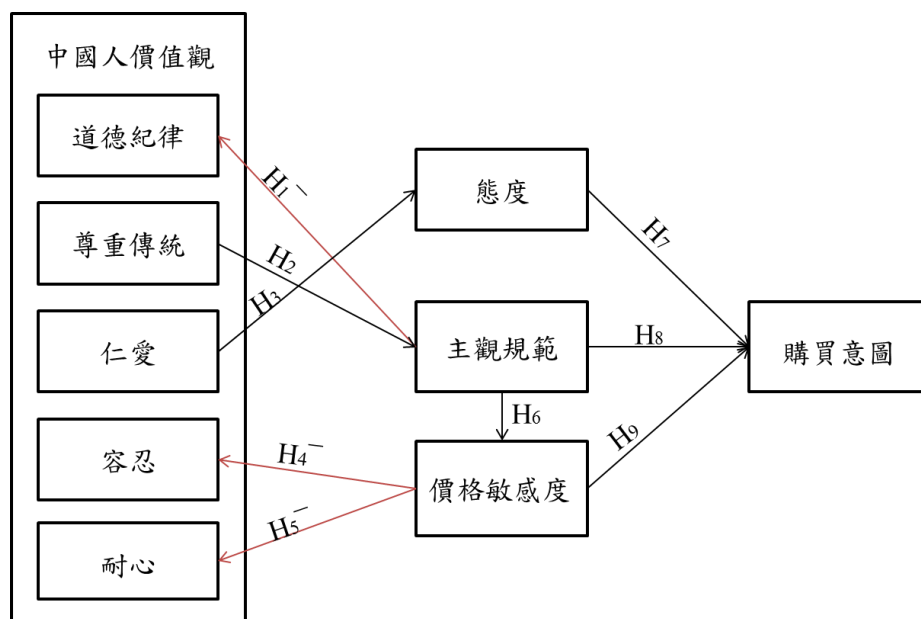 中國人價值觀
道德紀律
尊重傳統
仁愛
容忍
耐心
H₁⁻
H₂
H₃
H₄⁻
H₅⁻
態度
主觀規範
H₆
價格敏感度
H₇
H₈
H₉
購買意圖